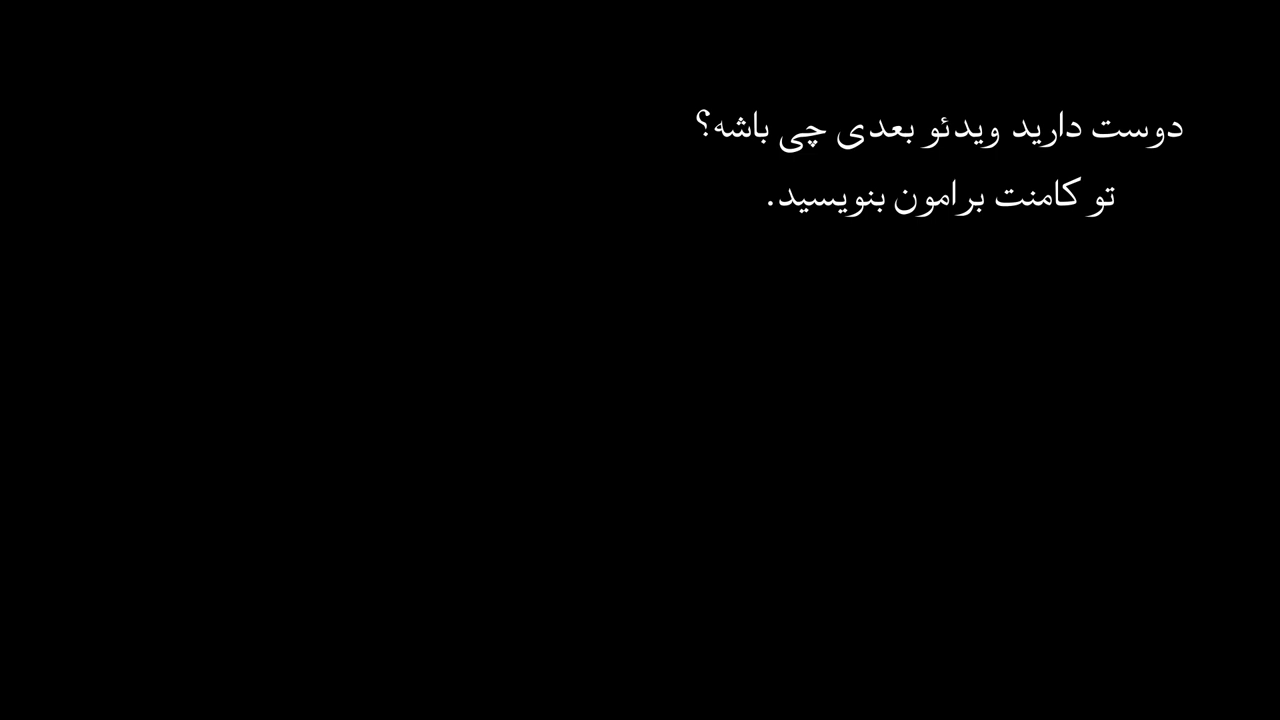 دوست دارید ویدئو بعدی چی باشه؟
تو کامنت برامون بنویسید.